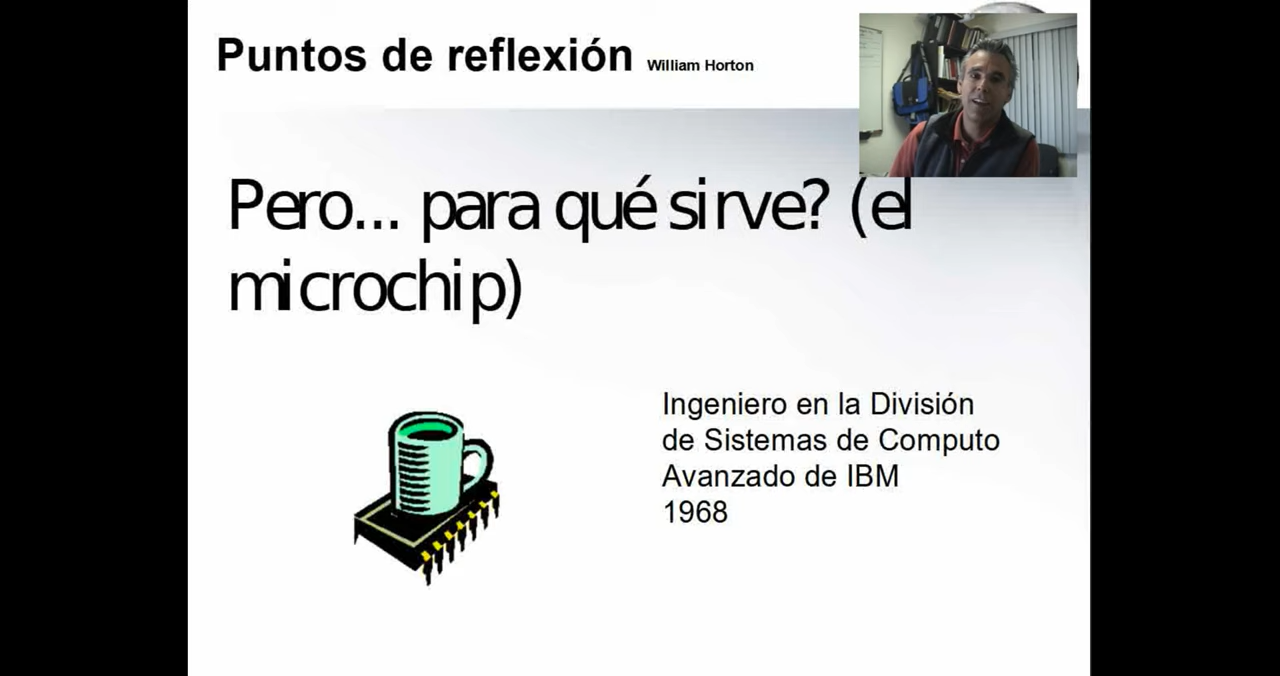 Puntos de reflexión William Horton
Pero... para qué sirve? (el
microchip)
Ingeniero en la División
de Sistemas de Computo
Avanzado de IBM
1968